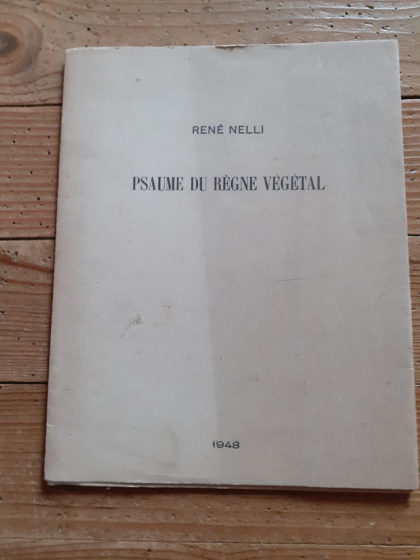 RENÉ NELLI
PSAUME DU RÈGNE VÉGÉTAL
1948